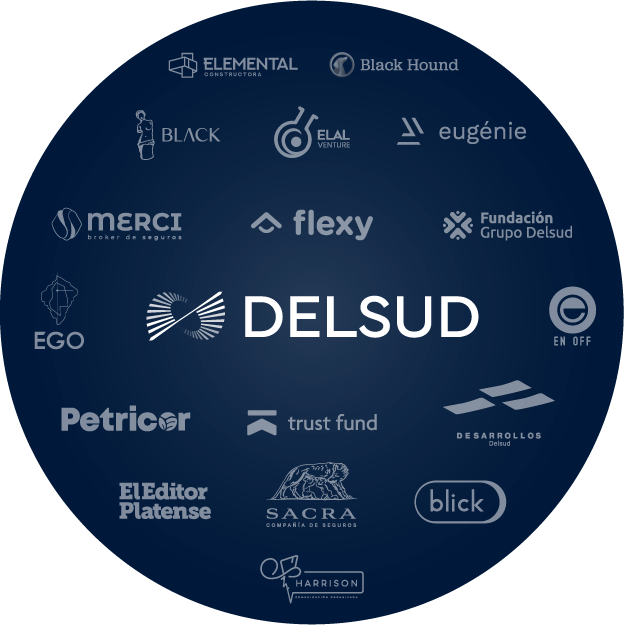 ELEMENTAL
CONSTRUCTORA
Black Hound
BLACK
ELAL
VENTURE
eugénie
MERCI
broker de seguros
flexy
Fundación
Grupo Delsud
EGO
DELSUD
EN OFF
Petricor
trust fund
DESARROLLOS
Delsud
El Editor
Platense
SACRA
COMPAÑÍA DE SEGUROS
blick
HARRISON